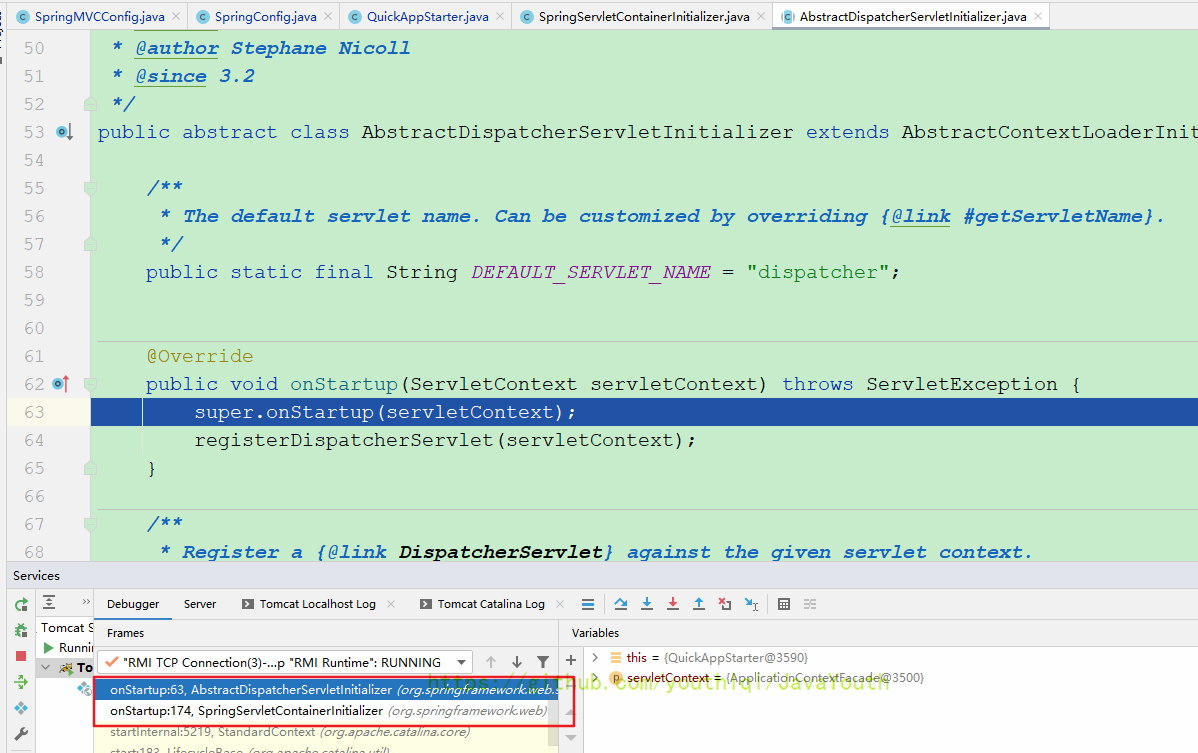 SpringMVCConfig.java × SpringConfig.java × QuickAppStarter.java × SpringServletContainerInitializer.java × AbstractDispatcherServletInitializer.java ×
50 * @author Stephane Nicoll
51 * @since 3.2
52 */
53 public abstract class AbstractDispatcherServletInitializer extends AbstractContextLoaderInit
54
55 /**
56 * The default servlet name. Can be customized by overriding {@link #getServletName}.
57 */
58 public static final String DEFAULT_SERVLET_NAME = "dispatcher";
59
60
61 @Override
62 public void onStartup(ServletContext servletContext) throws ServletException {
63 super.onStartup(servletContext);
64 registerDispatcherServlet(servletContext);
65 }
66
67 /**
68 * Register a {@link DispatcherServlet} against the given servlet context.
Services
Debugger Server Tomcat Localhost Log × Tomcat Catalina Log ×
Tomcat S
Runnin
To
Frames
"RMI TCP Connection(3)-...p "RMI Runtime": RUNNING
onStartup:63, AbstractDispatcherServletInitializer (org.springframework.web.s
onStartup:174, SpringServletContainerInitializer (org.springframework.web)
startInternal:5219, StandardContext (org.apache.catalina.core)
start:183, LifecycleBase (org.apache.catalina.util)
Variables
this = {QuickAppStarter@3590}
servletContext = {ApplicationContextFacade@3500}